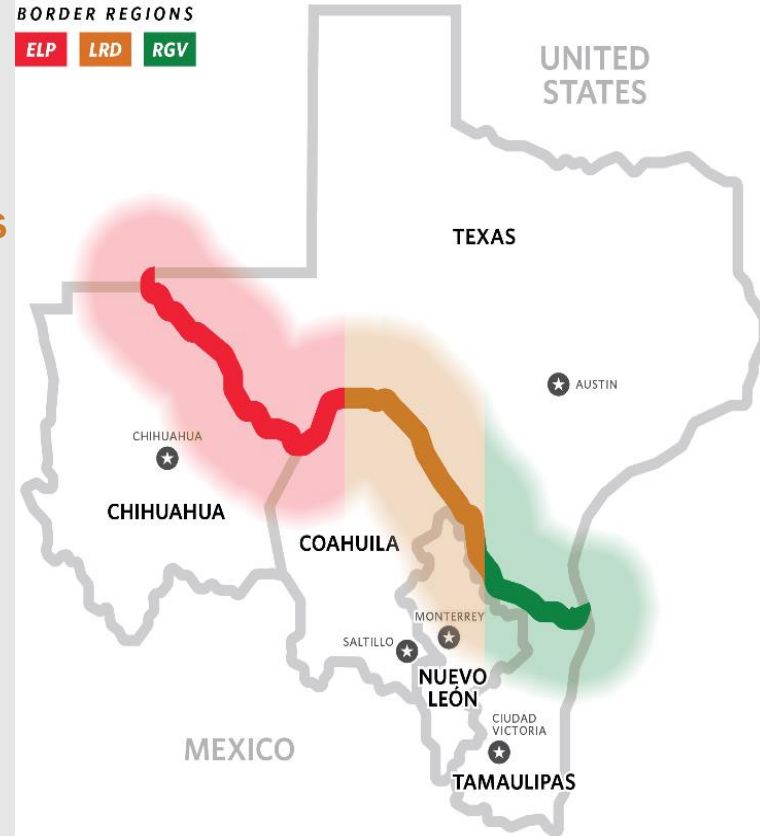 BORDER REGIONS
ELP LRD RGV
UNITED
STATES
S
TEXAS
AUSTIN
CHIHUAHUA
CHIHUAHUA
COAHUILA
MONTERREY
SALTILLO
NUEVO
LEÓN
CIUDAD
VICTORIA
MEXICO
TAMAULIPAS